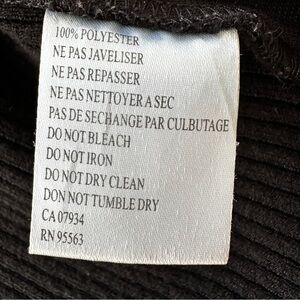 100% POLYESTER
NE PAS JAVELISER
NE PAS REPASSER
NE PAS NETTOYER A SEC
PAS DE SECHANGE PAR CULBUTAGE
DO NOT BLEACH
DO NOT IRON
DO NOT DRY CLEAN
DON NOT TUMBLE DRY
CA 07934
RN 95563